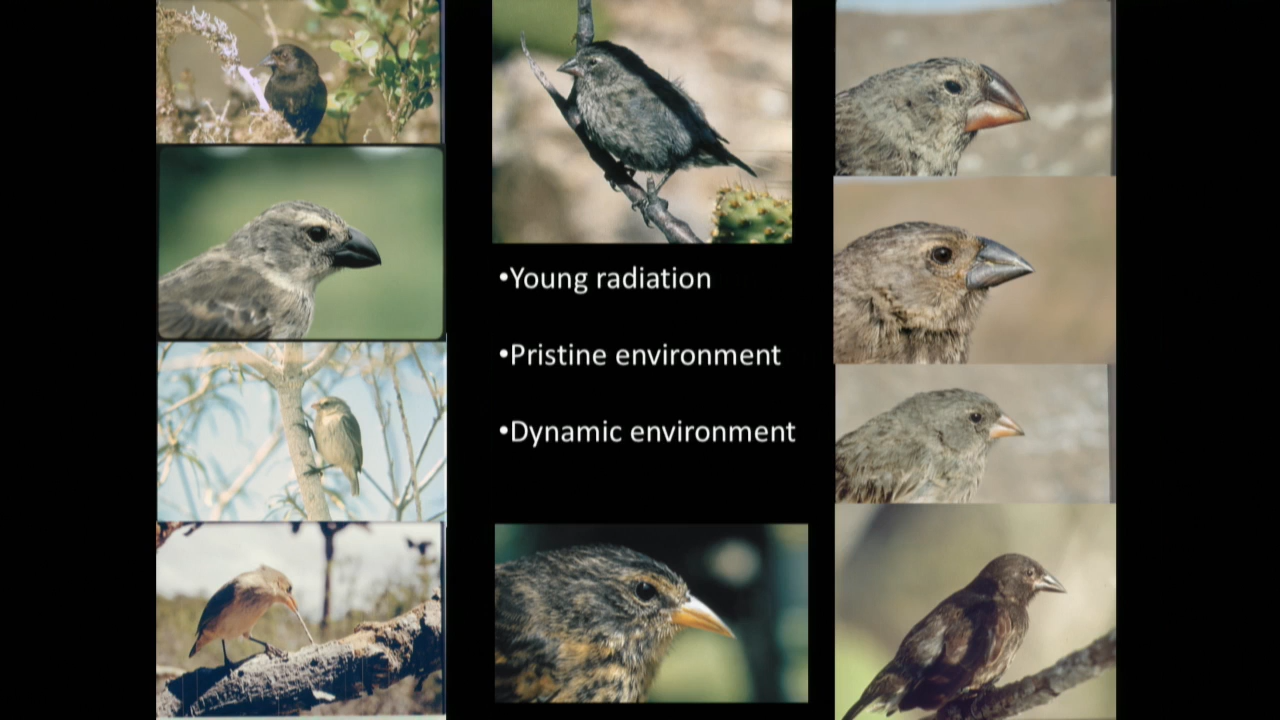 •Young radiation
•Pristine environment
•Dynamic environment